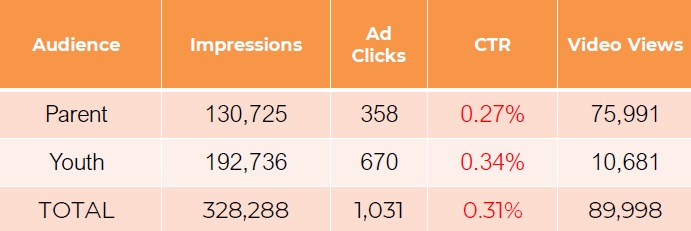 Audience Impressions Ad Clicks CTR Video Views
Parent 130,725 358 0.27% 75,991
Youth 192,736 670 0.34% 10,681
TOTAL 328,288 1,031 0.31% 89,998